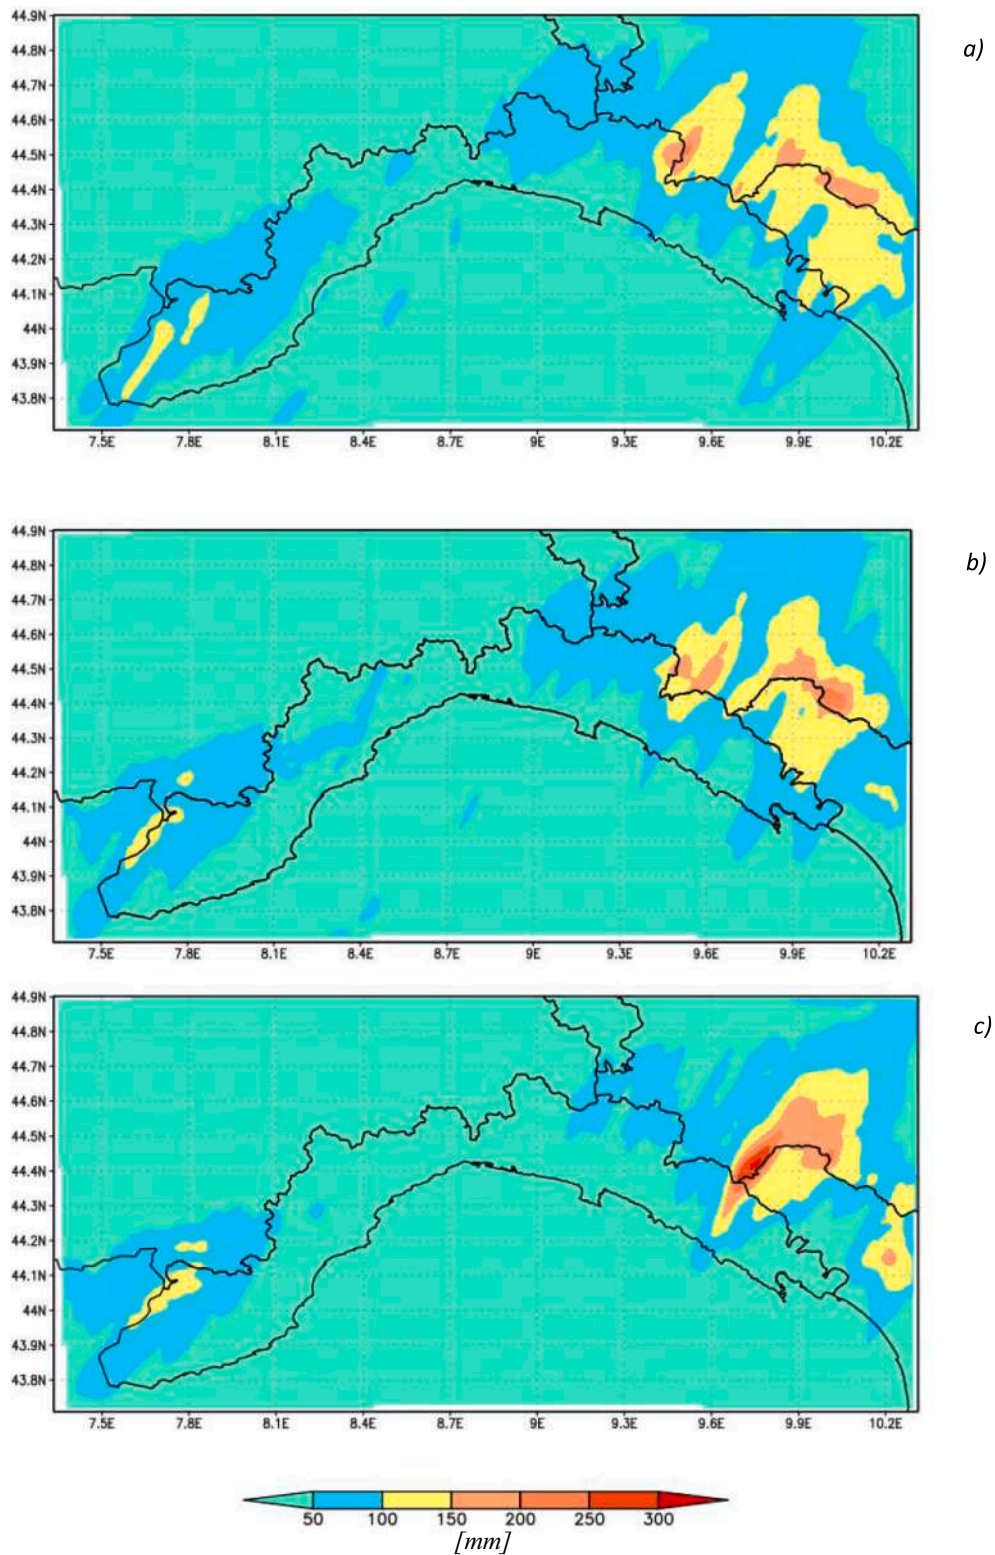 a)
44.9N
44.8N
44.7N
44.6N
44.5N
44.4N
44.3N
44.2N
44.1N
44N
43.9N
43.8N
7.5E 7.8E 8.1E 8.4E 8.7E 9E 9.3E 9.6E 9.9E 10.2E
b)
44.9N
44.8N
44.7N
44.6N
44.5N
44.4N
44.3N
44.2N
44.1N
44N
43.9N
43.8N
7.5E 7.8E 8.1E 8.4E 8.7E 9E 9.3E 9.6E 9.9E 10.2E
c)
44.9N
44.8N
44.7N
44.6N
44.5N
44.4N
44.3N
44.2N
44.1N
44N
43.9N
43.8N
7.5E 7.8E 8.1E 8.4E 8.7E 9E 9.3E 9.6E 9.9E 10.2E
50 100 150 200 250 300
[mm]